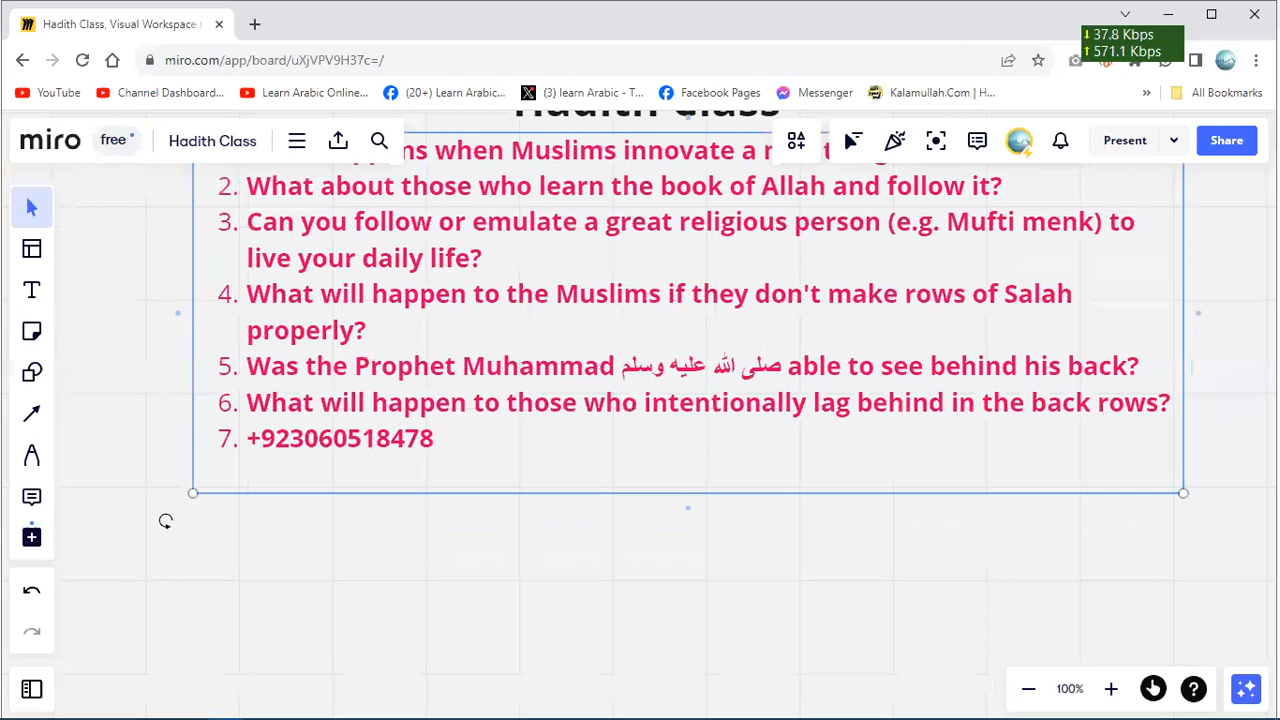 Hadith Class, Visual Workspace
37.8 Kbps
571.1 Kbps
miro.com/app/board/uXjVPV9H37c=/
YouTube
Channel Dashboard...
Learn Arabic Online...
(20+) Learn Arabic...
(3) learn Arabic - T...
Facebook Pages
Messenger
Kalamullah.Com | H...
»
All Bookmarks
Hadith Class
miro
free
Hadith Class
Present
Share
ns when Muslims innovate a
2. What about those who learn the book of Allah and follow it?
3. Can you follow or emulate a great religious person (e.g. Mufti menk) to
live your daily life?
4. What will happen to the Muslims if they don't make rows of Salah
properly?
5. Was the Prophet Muhammad صلى الله عليه وسلم able to see behind his back?
6. What will happen to those who intentionally lag behind in the back rows?
7. +923060518478
100%